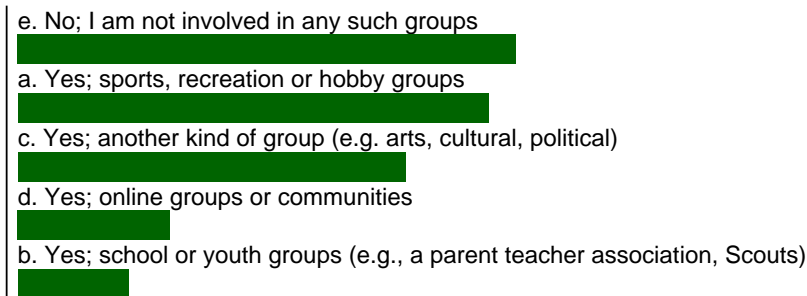 e. No; I am not involved in any such groups
a. Yes; sports, recreation or hobby groups
c. Yes; another kind of group (e.g. arts, cultural, political)
d. Yes; online groups or communities
b. Yes; school or youth groups (e.g., a parent teacher association, Scouts)